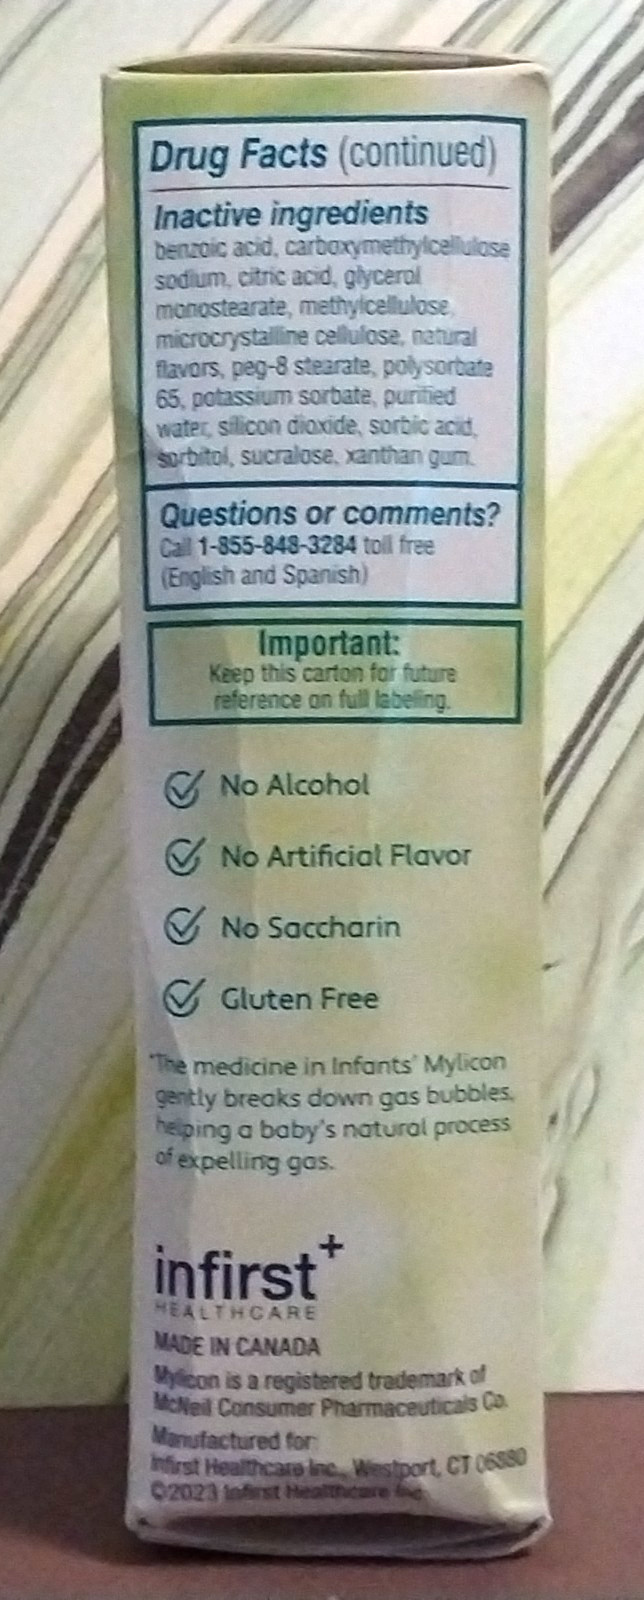 Drug Facts (continued)
Inactive ingredients
benzoic acid, carboxymethylcellulose
sodium, citric acid, glycerol
monostearate, methylcellulose,
microcrystalline cellulose, natural
flavors, peg-8 stearate, polysorbate
65, potassium sorbate, purified
water, silicon dioxide, sorbic acid,
sorbitol, sucralose, xanthan gum.
Questions or comments?
Call 1-855-848-3284 toll free
(English and Spanish)
Important:
Keep this carton for future
reference on full labeling.
No Alcohol
No Artificial Flavor
No Saccharin
Gluten Free
*The medicine in Infants' Mylicon
gently breaks down gas bubbles,
helping a baby's natural process
of expelling gas.
infirst+
HEALTHCARE
MADE IN CANADA
Mylicon is a registered trademark of
McNeil Consumer Pharmaceuticals Co.
Manufactured for:
Infirst Healthcare Inc., Westport, CT 06880
©2023 Infirst Healthcare Inc.